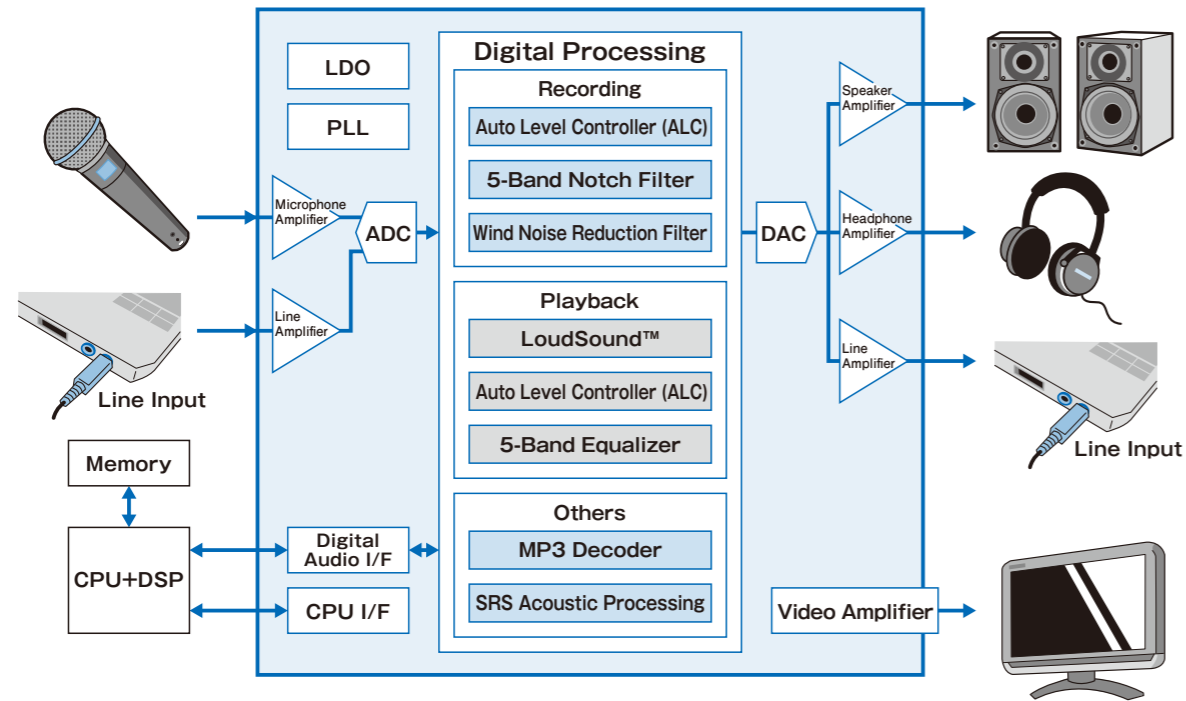 LDO
PLL
Microphone
Amplifier
ADC
Line
Amplifier
Line Input
Memory
CPU+DSP
Digital
Audio I/F
CPU I/F
Digital Processing
Recording
Auto Level Controller (ALC)
5-Band Notch Filter
Wind Noise Reduction Filter
Playback
LoudSound™
Auto Level Controller (ALC)
5-Band Equalizer
Others
MP3 Decoder
SRS Acoustic Processing
DAC
Speaker
Amplifier
Headphone
Amplifier
Line
Amplifier
Line Input
Video Amplifier